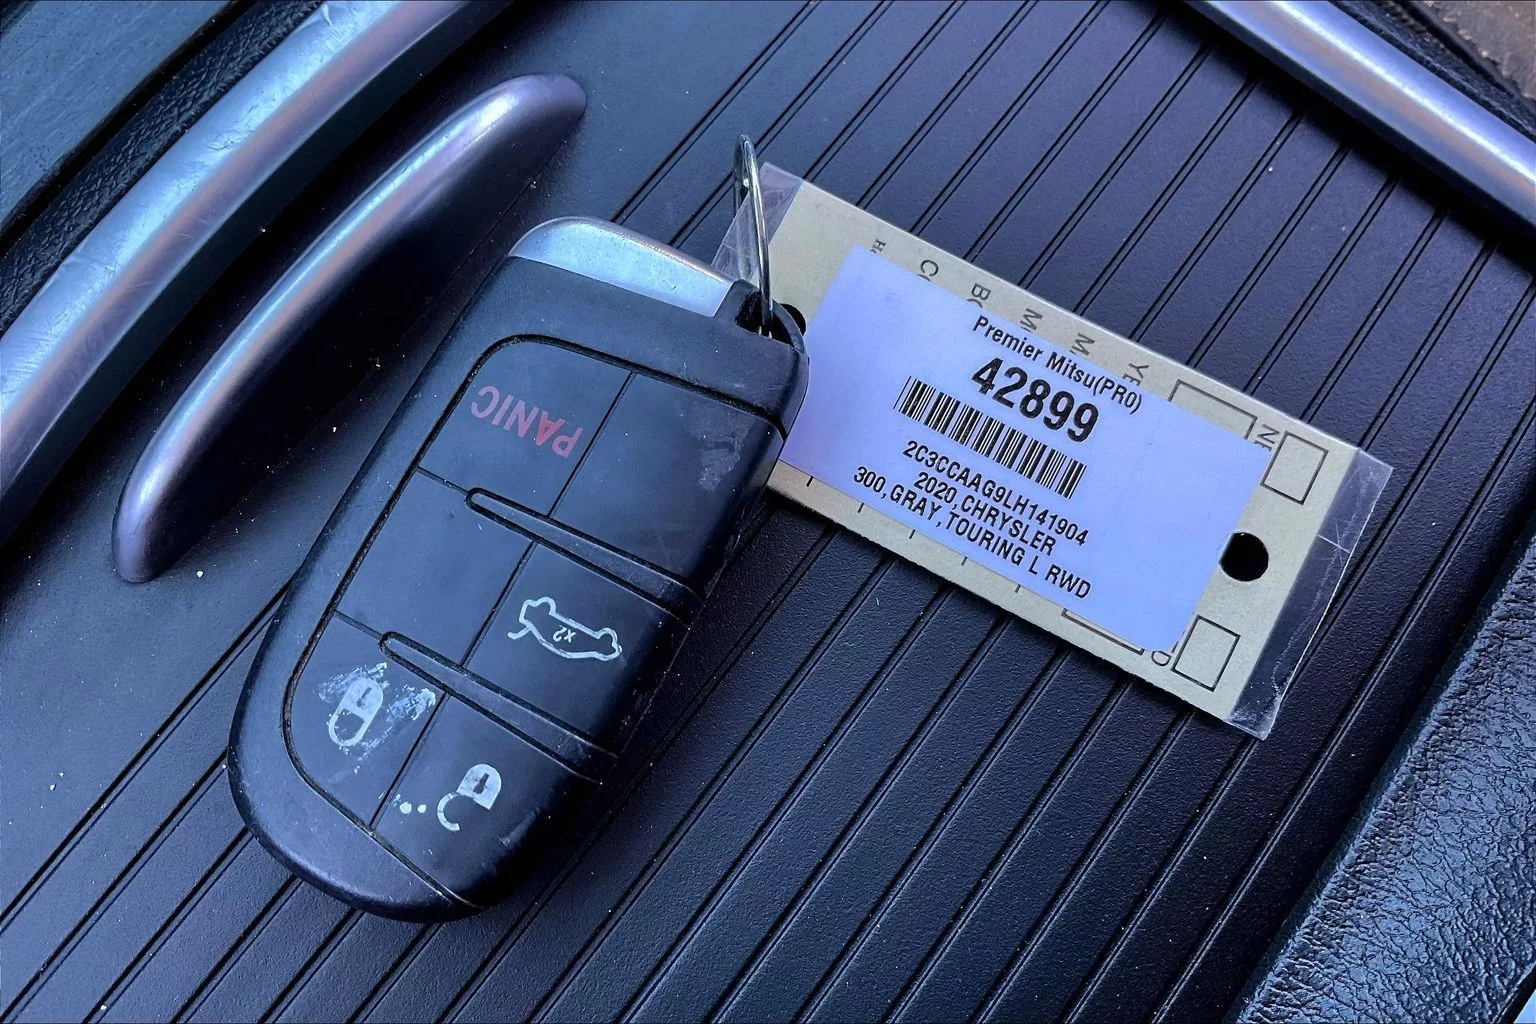 PANIC
x2
Premier Mitsu(PR0)
42899
2C3CCAAG9LH141904
2020,CHRYSLER
300,GRAY,TOURING L RWD